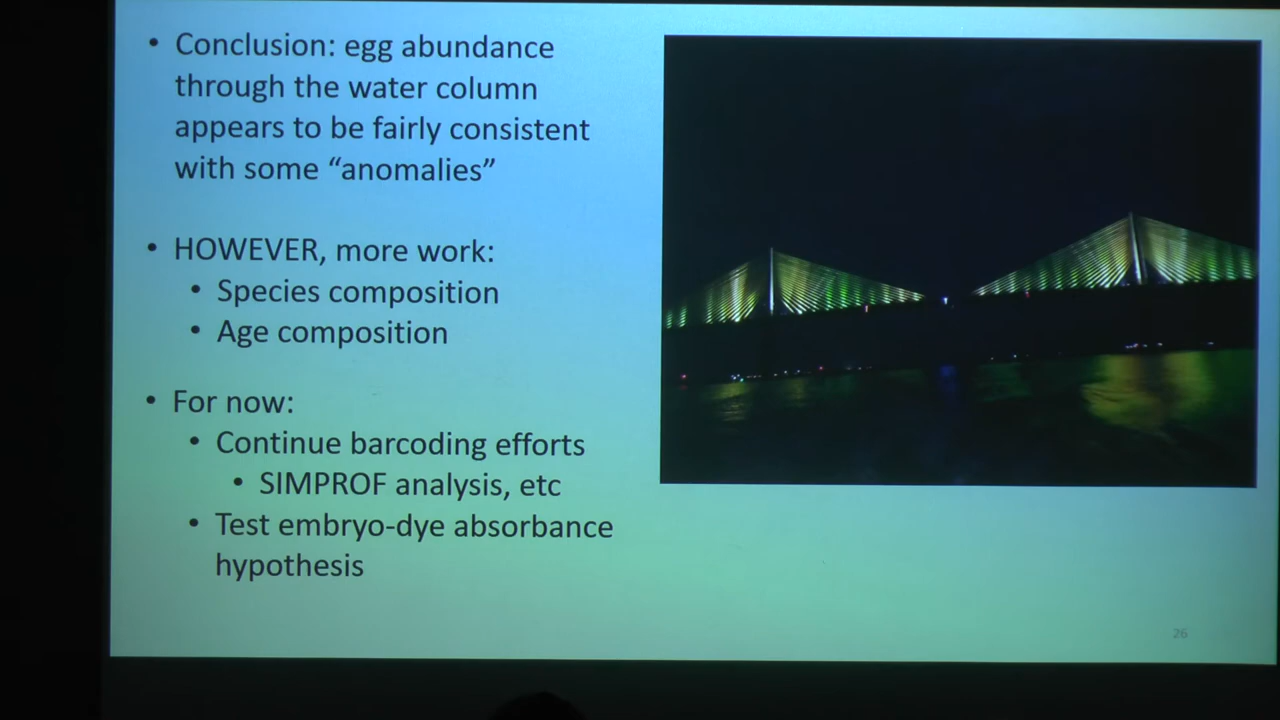 • Conclusion: egg abundance
through the water column
appears to be fairly consistent
with some “anomalies”
• HOWEVER, more work:
• Species composition
• Age composition
• For now:
• Continue barcoding efforts
• SIMPROF analysis, etc
• Test embryo-dye absorbance
hypothesis
26